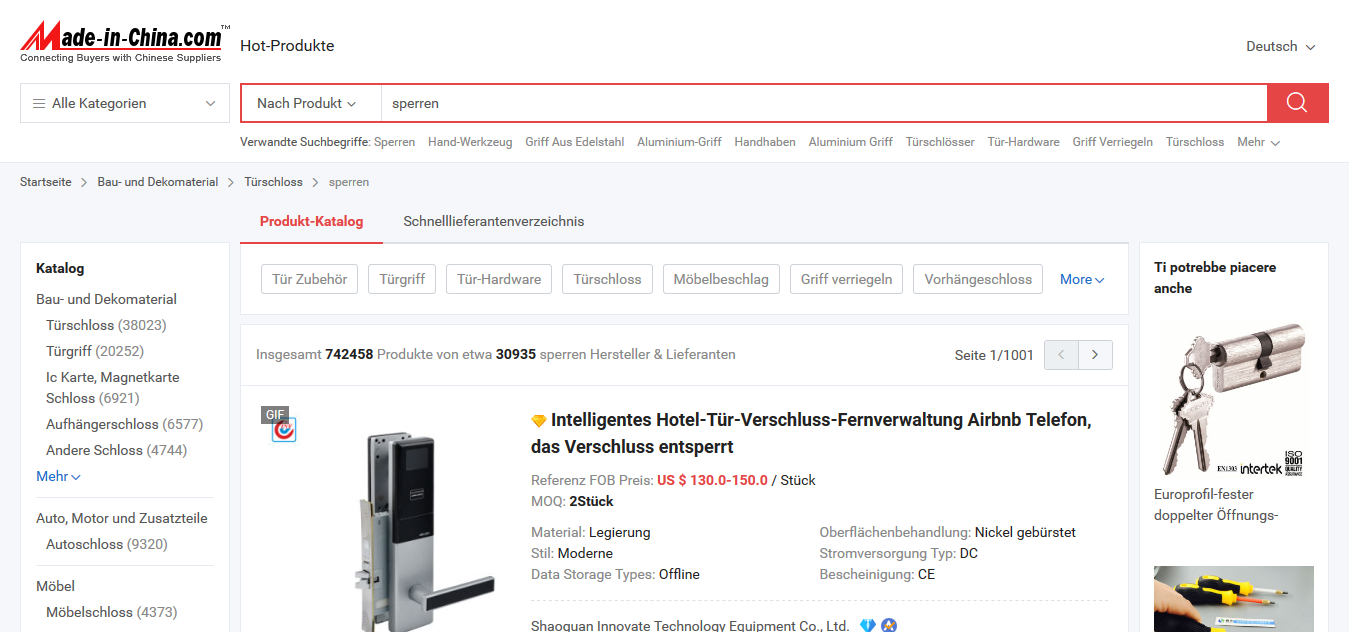 Made-in-China.com™
Connecting Buyers with Chinese Suppliers
Hot-Produkte
Deutsch
Alle Kategorien
Nach Produkt
sperren
Verwandte Suchbegriffe: Sperren Hand-Werkzeug Griff Aus Edelstahl Aluminium-Griff Handhaben Aluminium Griff Türschlösser Tür-Hardware Griff Verriegeln Türschloss Mehr
Startseite > Bau- und Dekomaterial > Türschloss > sperren
Produkt-Katalog
Schnelllieferantenverzeichnis
Katalog
Bau- und Dekomaterial
Türschloss (38023)
Türgriff (20252)
Ic Karte, Magnetkarte
Schloss (6921)
Aufhängerschloss (6577)
Andere Schloss (4744)
Mehr
Auto, Motor und Zusatzteile
Autoschloss (9320)
Möbel
Möbelschloss (4373)
Tür Zubehör
Türgriff
Tür-Hardware
Türschloss
Möbelbeschlag
Griff verriegeln
Vorhängeschloss
More
Insgesamt 742458 Produkte von etwa 30935 sperren Hersteller & Lieferanten
Seite 1/1001
GIF
Intelligentes Hotel-Tür-Verschluss-Fernverwaltung Airbnb Telefon,
das Verschluss entsperrt
Referenz FOB Preis: US $ 130.0-150.0 / Stück
MOQ: 2Stück
Material: Legierung
Oberflächenbehandlung: Nickel gebürstet
Stil: Moderne
Stromversorgung Typ: DC
Data Storage Types: Offline
Bescheinigung: CE
Shaoguan Innovate Technology Equipment Co., Ltd.
Ti potrebbe piacere
anche
EN1303 intertek
ISO
9001
QUALITY
ASSURANCE
Europrofil-fester
doppelter Öffnungs-